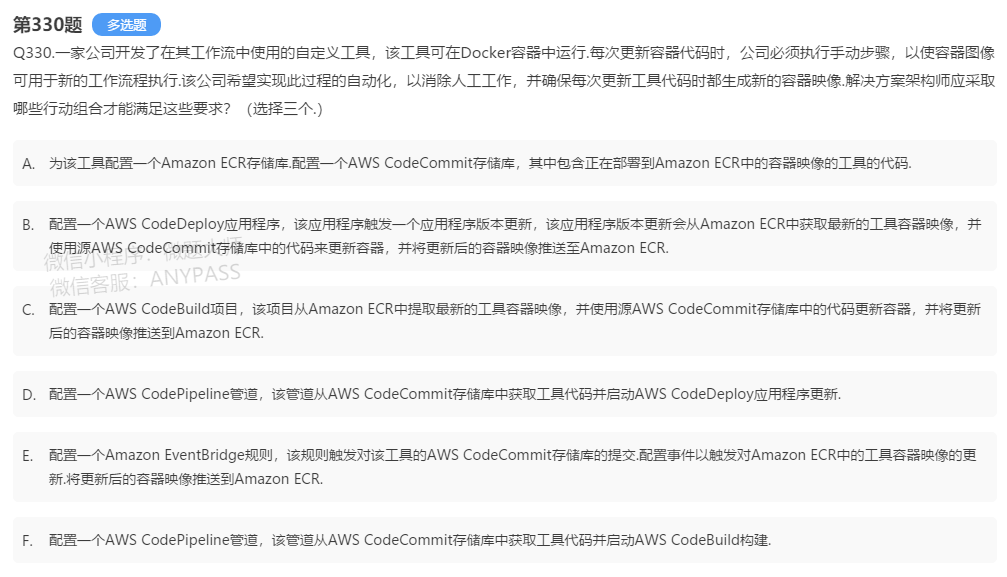 第330题 多选题
Q330.一家公司开发了在其工作流中使用的自定义工具，该工具可在Docker容器中运行.每次更新容器代码时，公司必须执行手动步骤，以使容器图像
可用于新的工作流程执行.该公司希望实现此过程的自动化，以消除人工工作，并确保每次更新工具代码时都生成新的容器映像.解决方案架构师应采取
哪些行动组合才能满足这些要求？（选择三个.）
A. 为该工具配置一个Amazon ECR存储库.配置一个AWS CodeCommit存储库，其中包含正在部署到Amazon ECR中的容器映像的工具的代码.
B. 配置一个AWS CodeDeploy应用程序，该应用程序触发一个应用程序版本更新，该应用程序版本更新会从Amazon ECR中获取最新的工具容器映像，并
使用源AWS CodeCommit存储库中的代码来更新容器，并将更新后的容器映像推送至Amazon ECR.
微信小程序：微题大师
微信客服：ANYPASS
C. 配置一个AWS CodeBuild项目，该项目从Amazon ECR中提取最新的工具容器映像，并使用源AWS CodeCommit存储库中的代码更新容器，并将更新
后的容器映像推送到Amazon ECR.
D. 配置一个AWS CodePipeline管道，该管道从AWS CodeCommit存储库中获取工具代码并启动AWS CodeDeploy应用程序更新.
E. 配置一个Amazon EventBridge规则，该规则触发对该工具的AWS CodeCommit存储库的提交.配置事件以触发对Amazon ECR中的工具容器映像的更
新.将更新后的容器映像推送到Amazon ECR.
F. 配置一个AWS CodePipeline管道，该管道从AWS CodeCommit存储库中获取工具代码并启动AWS CodeBuild构建.